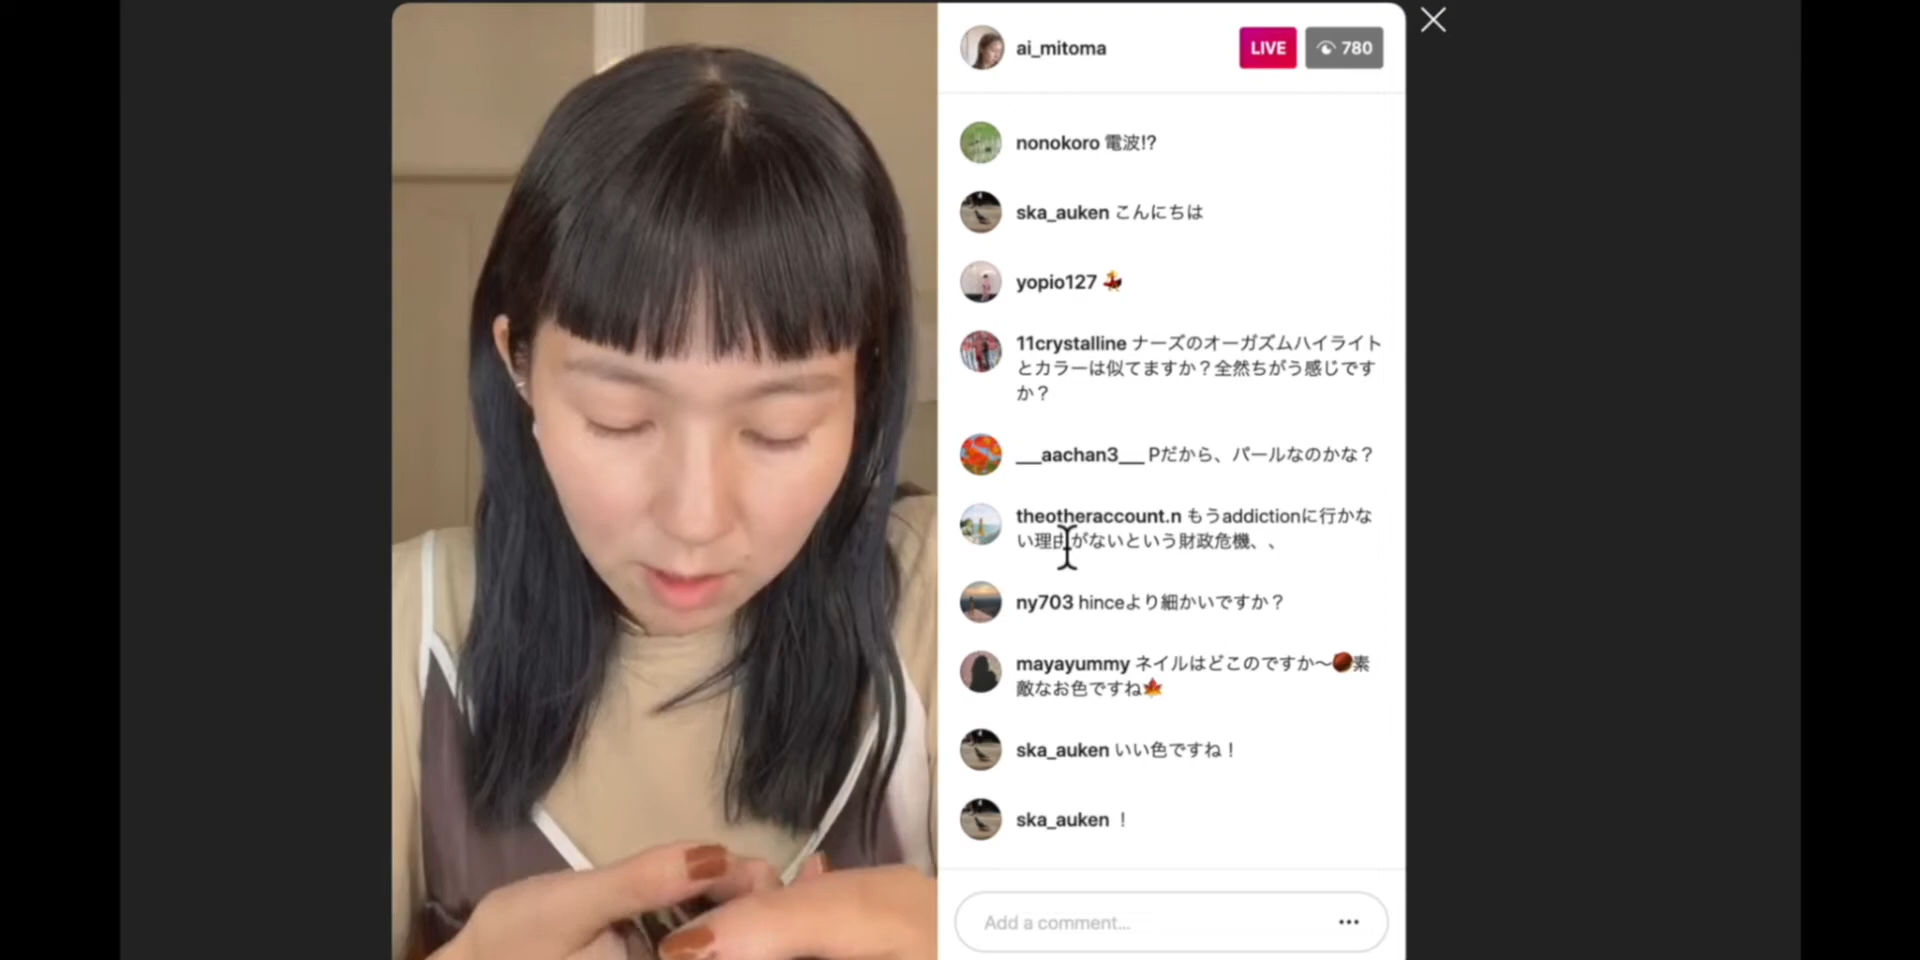 ai_mitoma
LIVE
780
nonokoro 電波!?
ska_auken こんにちは
yopio127 💃
11crystalline ナーズのオーガズムハイライト
とカラーは似てますか？全然ちがう感じです
か？
___aachan3___ Pだから、パールなのかな？
theotheraccount.n もうaddictionに行かな
い理由がないという財政危機、、
ny703 hinceより細かいですか？
mayayummy ネイルはどこのですか〜🌰素
敵なお色ですね🍁
ska_auken いい色ですね！
ska_auken ！
Add a comment...